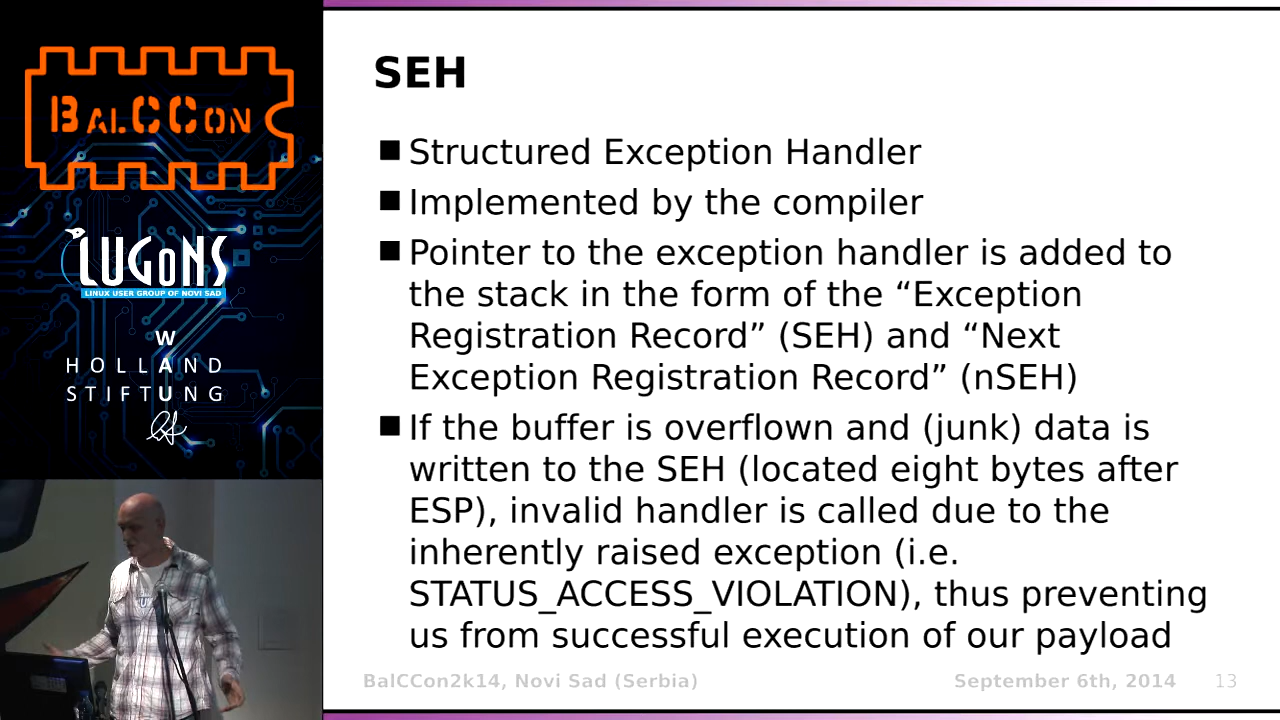 BALCCON
LUGoNS
LINUX USER GROUP OF NOVI SAD
W
HOLLAND
STIFTUNG
SEH
Structured Exception Handler
Implemented by the compiler
Pointer to the exception handler is added to
the stack in the form of the “Exception
Registration Record” (SEH) and “Next
Exception Registration Record” (nSEH)
If the buffer is overflown and (junk) data is
written to the SEH (located eight bytes after
ESP), invalid handler is called due to the
inherently raised exception (i.e.
STATUS_ACCESS_VIOLATION), thus preventing
us from successful execution of our payload
BalCCon2k14, Novi Sad (Serbia)
September 6th, 2014 13